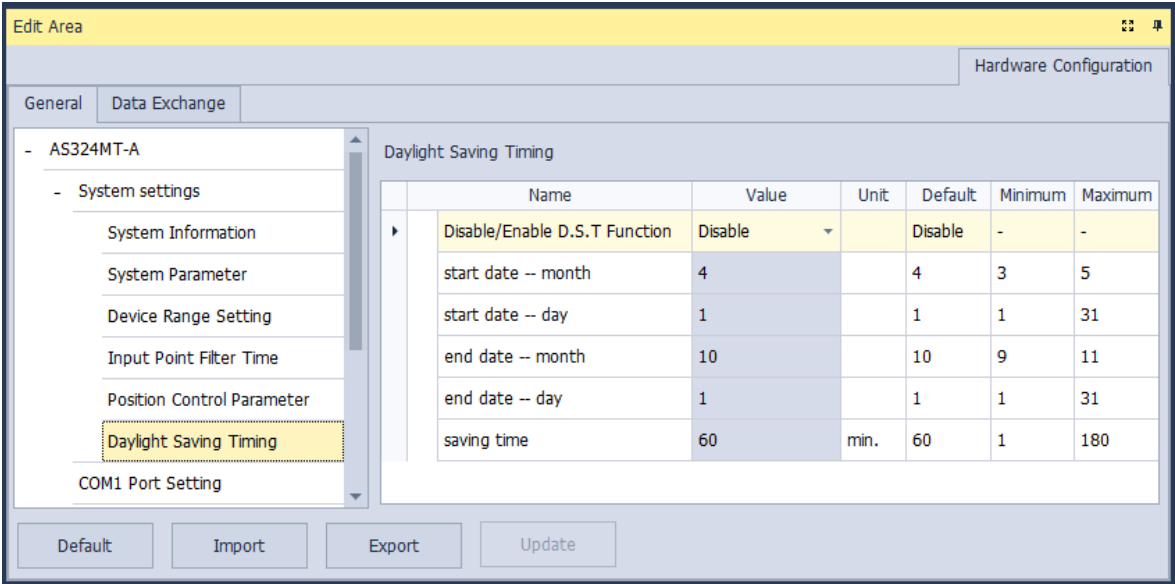 Edit Area
Hardware Configuration
General Data Exchange
- AS324MT-A
- System settings
System Information
System Parameter
Device Range Setting
Input Point Filter Time
Position Control Parameter
Daylight Saving Timing
COM1 Port Setting
Daylight Saving Timing
Name Value Unit Default Minimum Maximum
Disable/Enable D.S.T Function Disable Disable - -
start date -- month 4 4 3 5
start date -- day 1 1 1 31
end date -- month 10 10 9 11
end date -- day 1 1 1 31
saving time 60 min. 60 1 180
Default Import Export Update